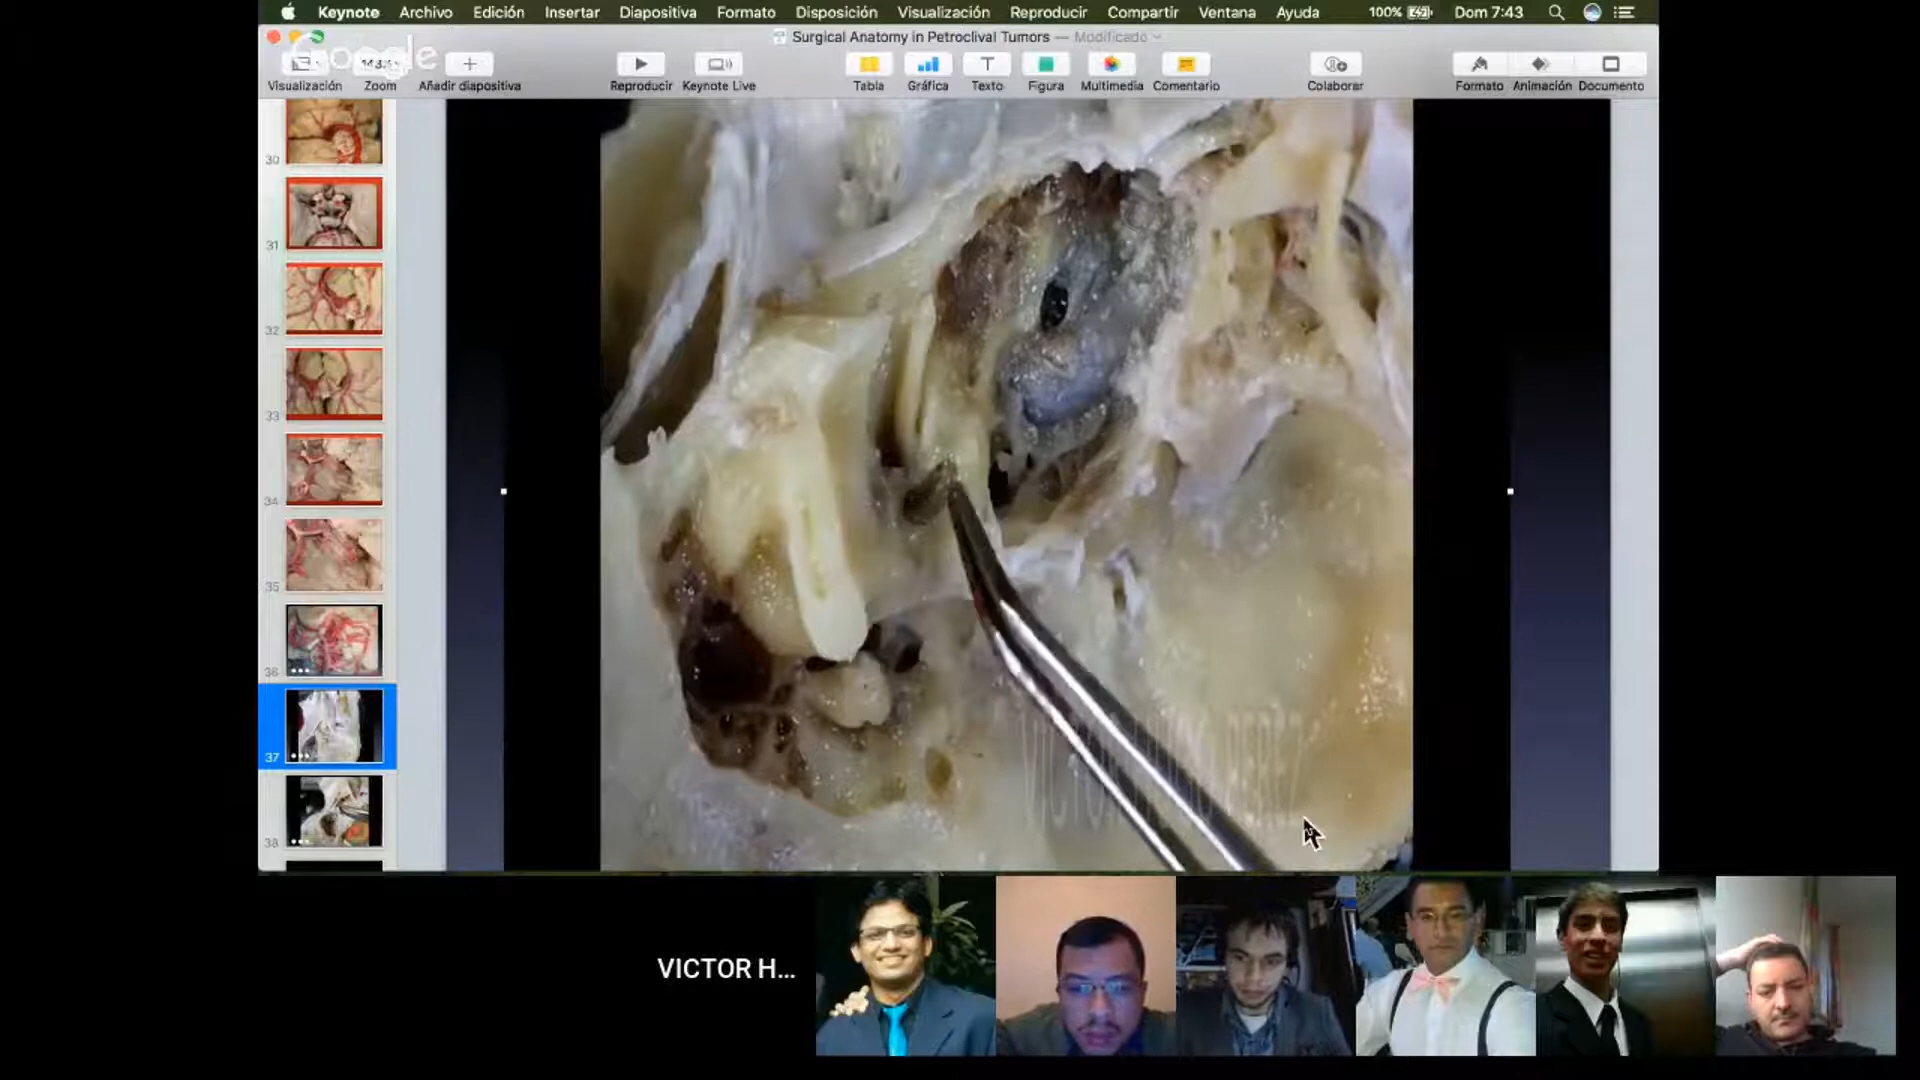 Keynote Archivo Edición Insertar Diapositiva Formato Disposición Visualización Reproducir Compartir Ventana Ayuda 100% Dom 7:43
Surgical Anatomy in Petroclival Tumors — Modificado
Google
Visualización Zoom Añadir diapositiva Reproducir Keynote Live Tabla Gráfica Texto Figura Multimedia Comentario Colaborar Formato Animación Documento
30
31
32
33
34
35
36
37
38
VICTOR H...